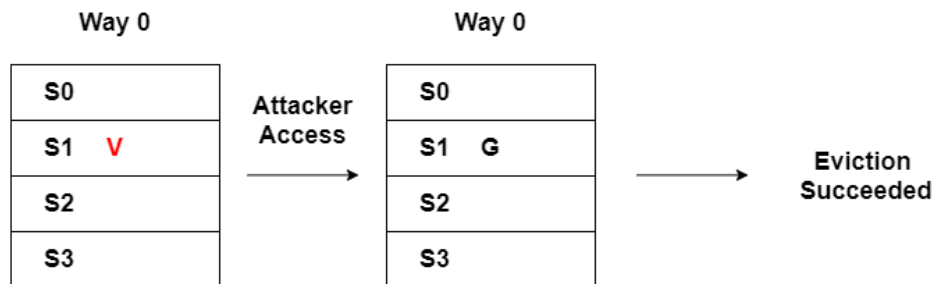 Way 0
Way 0
S0
S1 V
S2
S3
Attacker
Access
S0
S1 G
S2
S3
Eviction
Succeeded